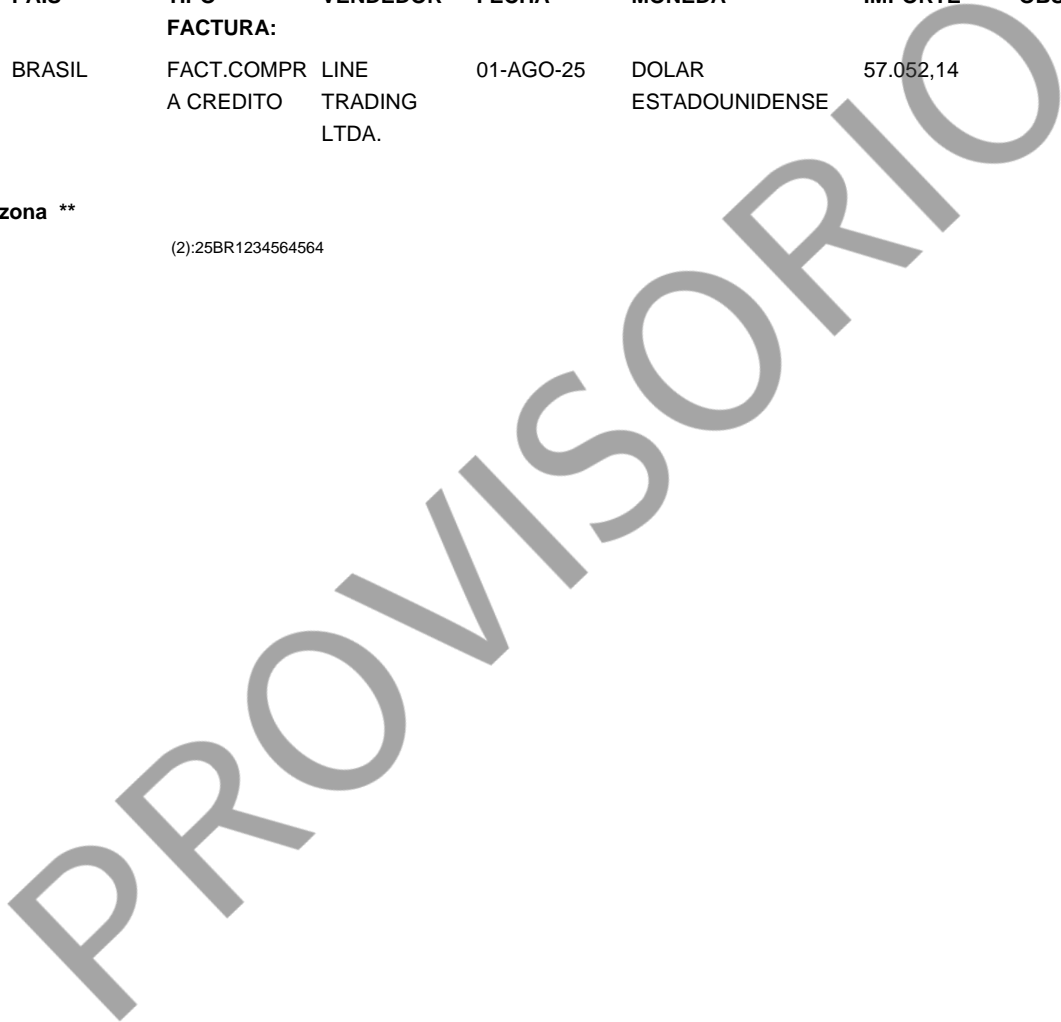 FACTURA:
BRASIL FACT.COMPR LINE 01-AGO-25 DOLAR 57.052,14
A CREDITO TRADING ESTADOUNIDENSE
LTDA.
zona **
(2):25BR1234564564
PROVISORIO